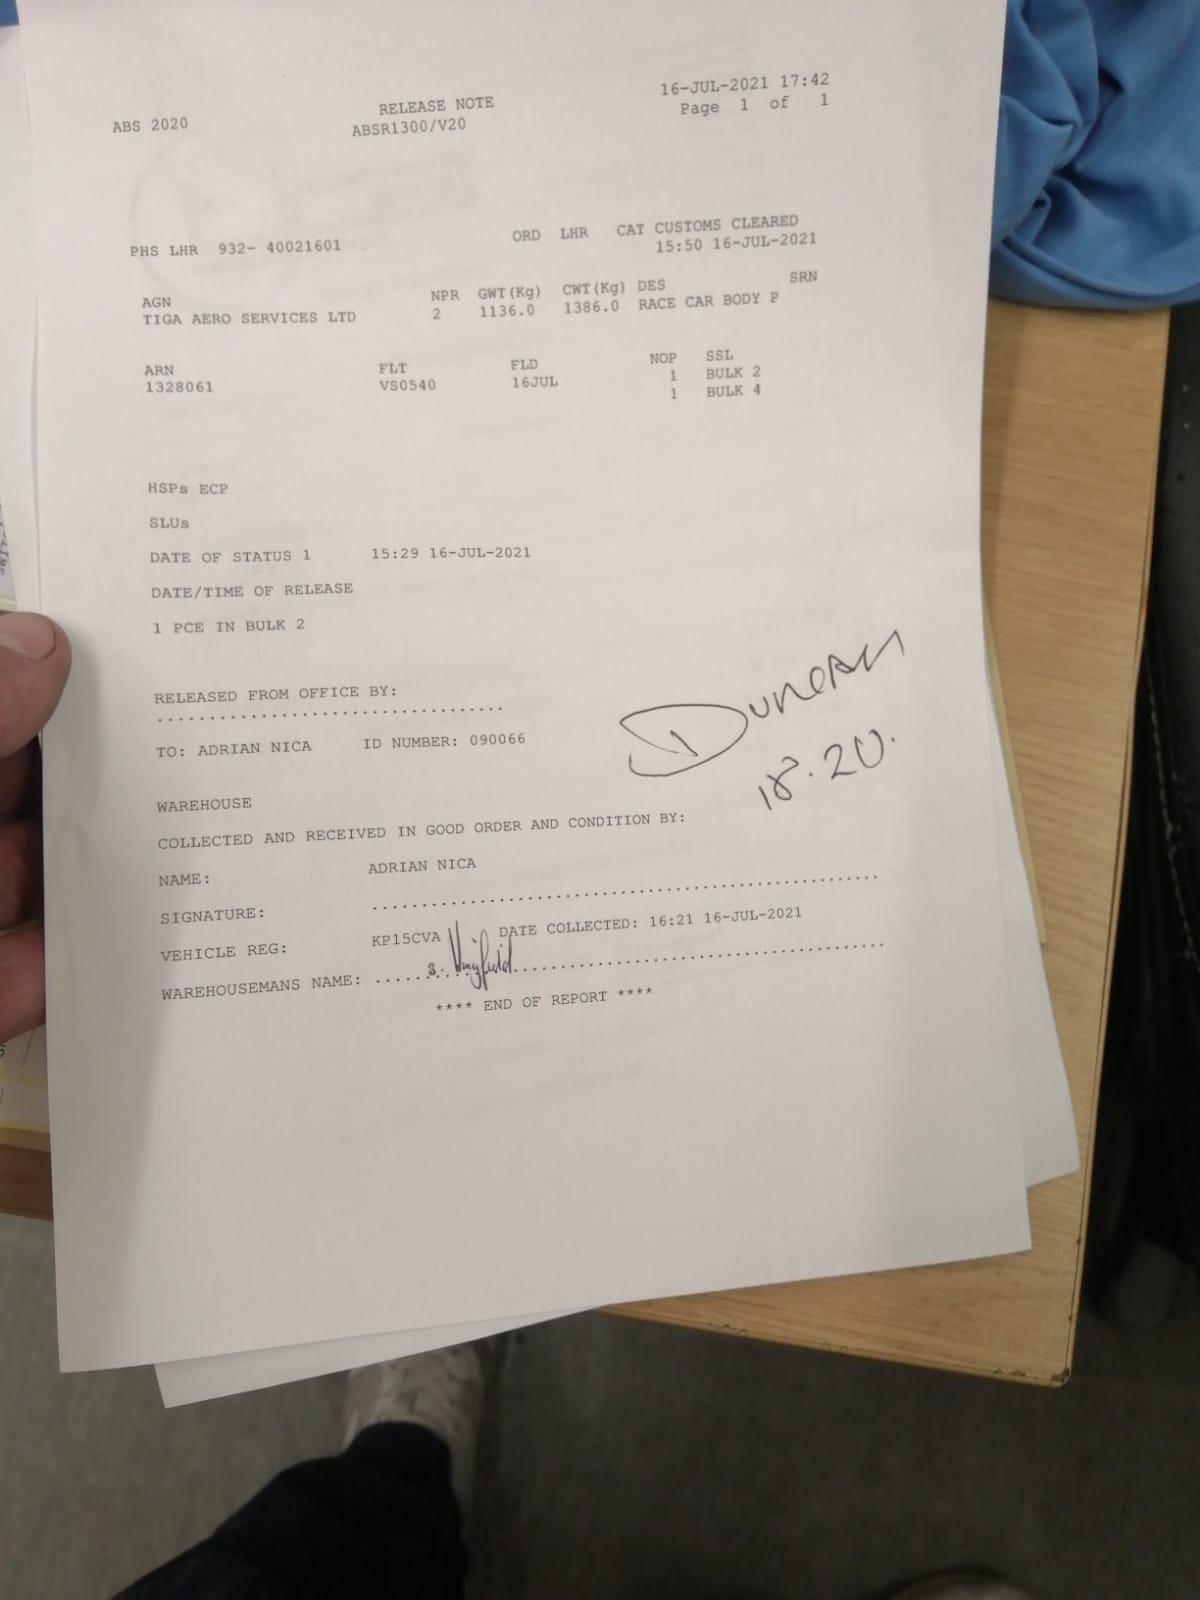 16-JUL-2021 17:42
RELEASE NOTE
Page 1 of 1
ABS 2020
ABSR1300/V20
ORD LHR CAT CUSTOMS CLEARED
PHS LHR 932- 40021601
15:50 16-JUL-2021
AGN NPR GWT(Kg) CWT(Kg) DES SRN
TIGA AERO SERVICES LTD 2 1136.0 1386.0 RACE CAR BODY P
ARN FLT FLD NOP SSL
1328061 VS0540 16JUL 1 BULK 2
1 BULK 4
HSPs ECP
SLUs
DATE OF STATUS 1 15:29 16-JUL-2021
DATE/TIME OF RELEASE
1 PCE IN BULK 2
RELEASED FROM OFFICE BY:
..................................
TO: ADRIAN NICA ID NUMBER: 090066
Duncan
18.20.
WAREHOUSE
COLLECTED AND RECEIVED IN GOOD ORDER AND CONDITION BY:
NAME: ADRIAN NICA
SIGNATURE: .................................................
VEHICLE REG: KP15CVA DATE COLLECTED: 16:21 16-JUL-2021
WAREHOUSEMANS NAME: .................................................
**** END OF REPORT ****